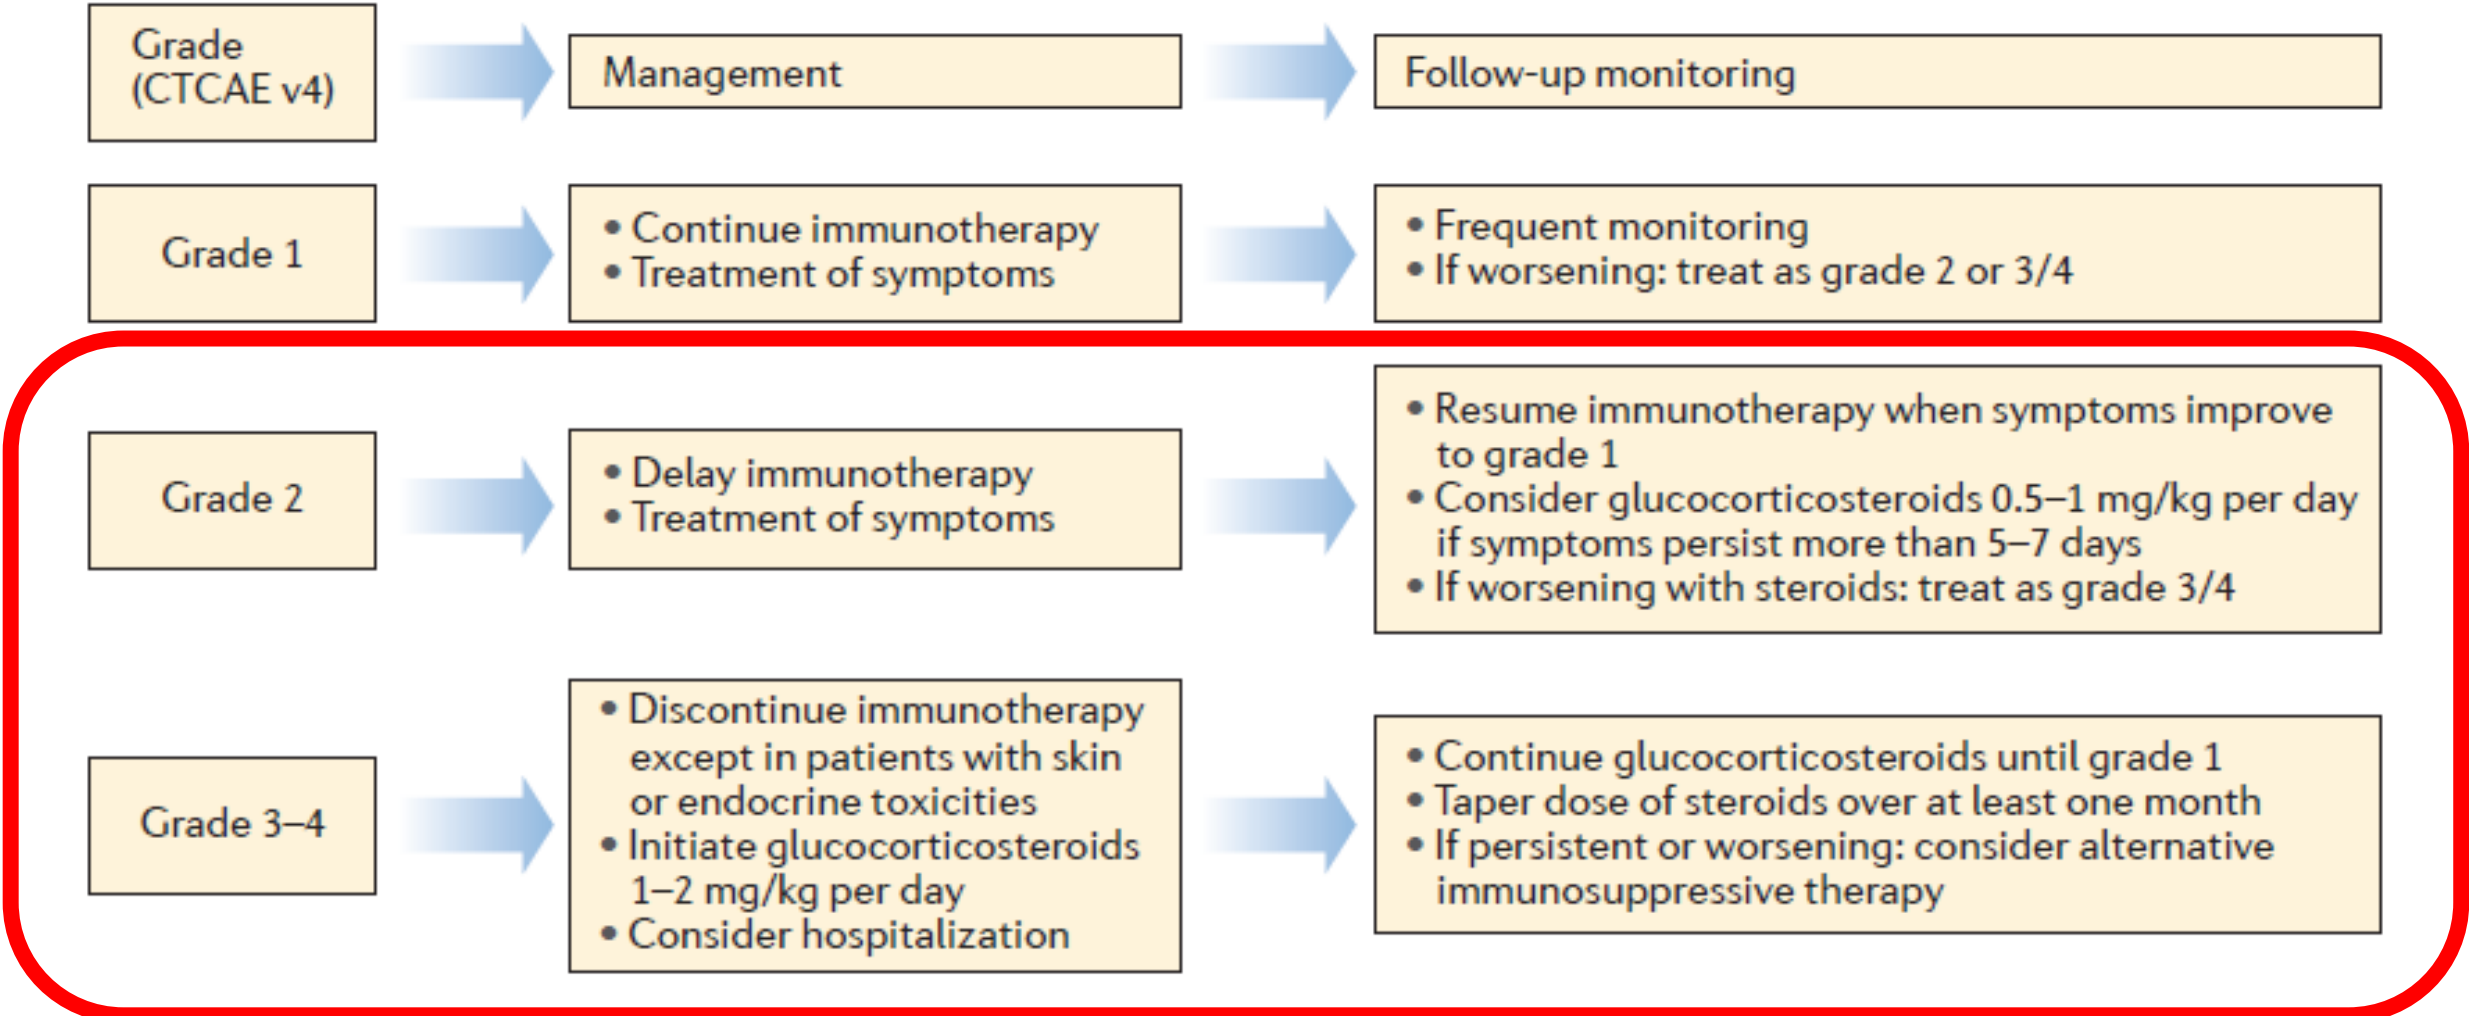 Grade
(CTCAE v4)
Management
Follow-up monitoring
Grade 1
• Continue immunotherapy
• Treatment of symptoms
• Frequent monitoring
• If worsening: treat as grade 2 or 3/4
Grade 2
• Delay immunotherapy
• Treatment of symptoms
• Resume immunotherapy when symptoms improve
to grade 1
• Consider glucocorticosteroids 0.5–1 mg/kg per day
if symptoms persist more than 5–7 days
• If worsening with steroids: treat as grade 3/4
Grade 3–4
• Discontinue immunotherapy
except in patients with skin
or endocrine toxicities
• Initiate glucocorticosteroids
1–2 mg/kg per day
• Consider hospitalization
• Continue glucocorticosteroids until grade 1
• Taper dose of steroids over at least one month
• If persistent or worsening: consider alternative
immunosuppressive therapy